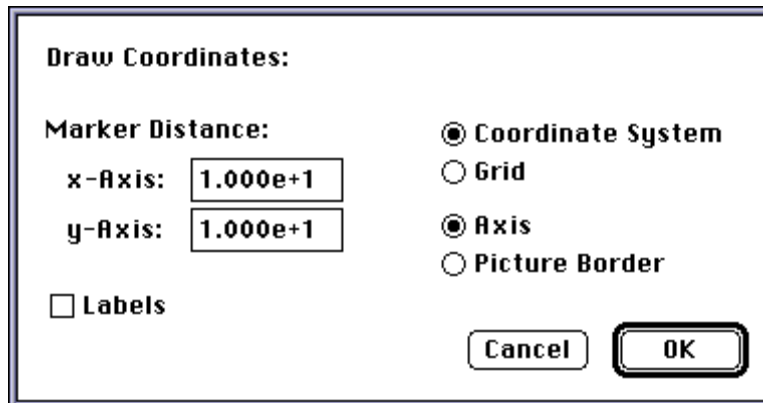 Draw Coordinates:
Marker Distance:
x-Axis: 1.000e+1
y-Axis: 1.000e+1
Labels
Coordinate System
Grid
Axis
Picture Border
Cancel
OK